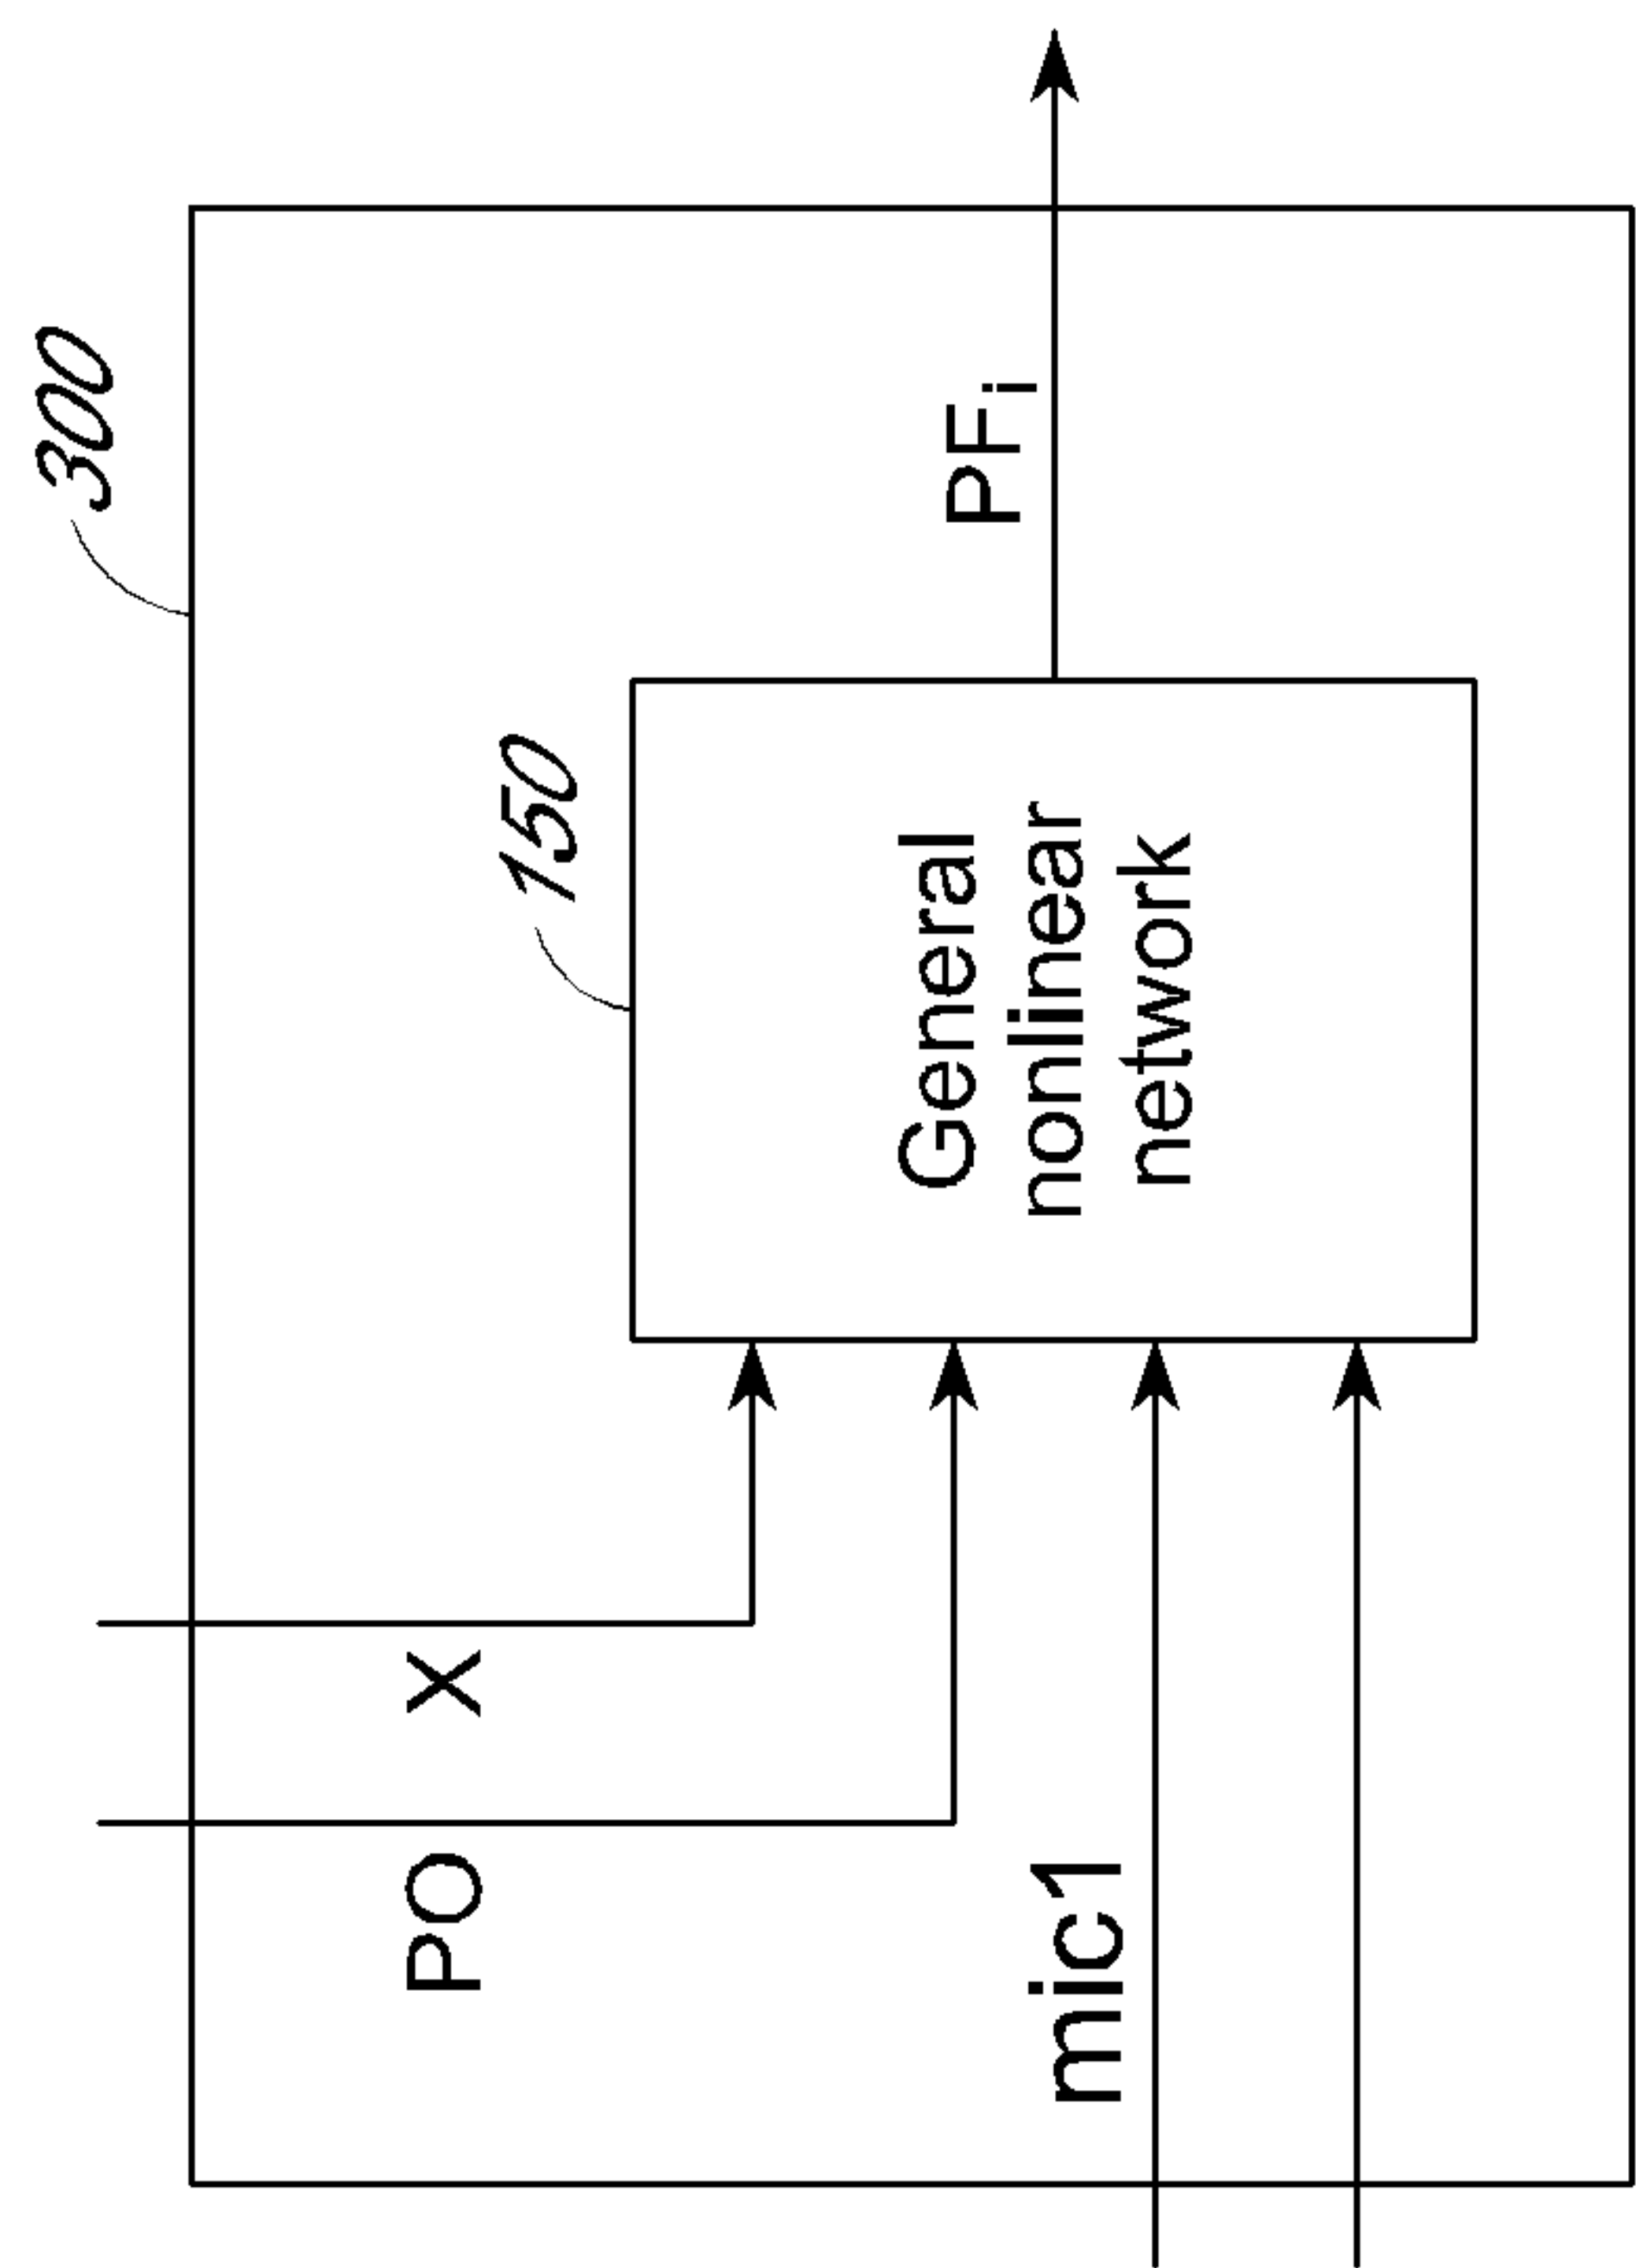 300
150
PO
X
General
nonlinear
network
PFi
mic1